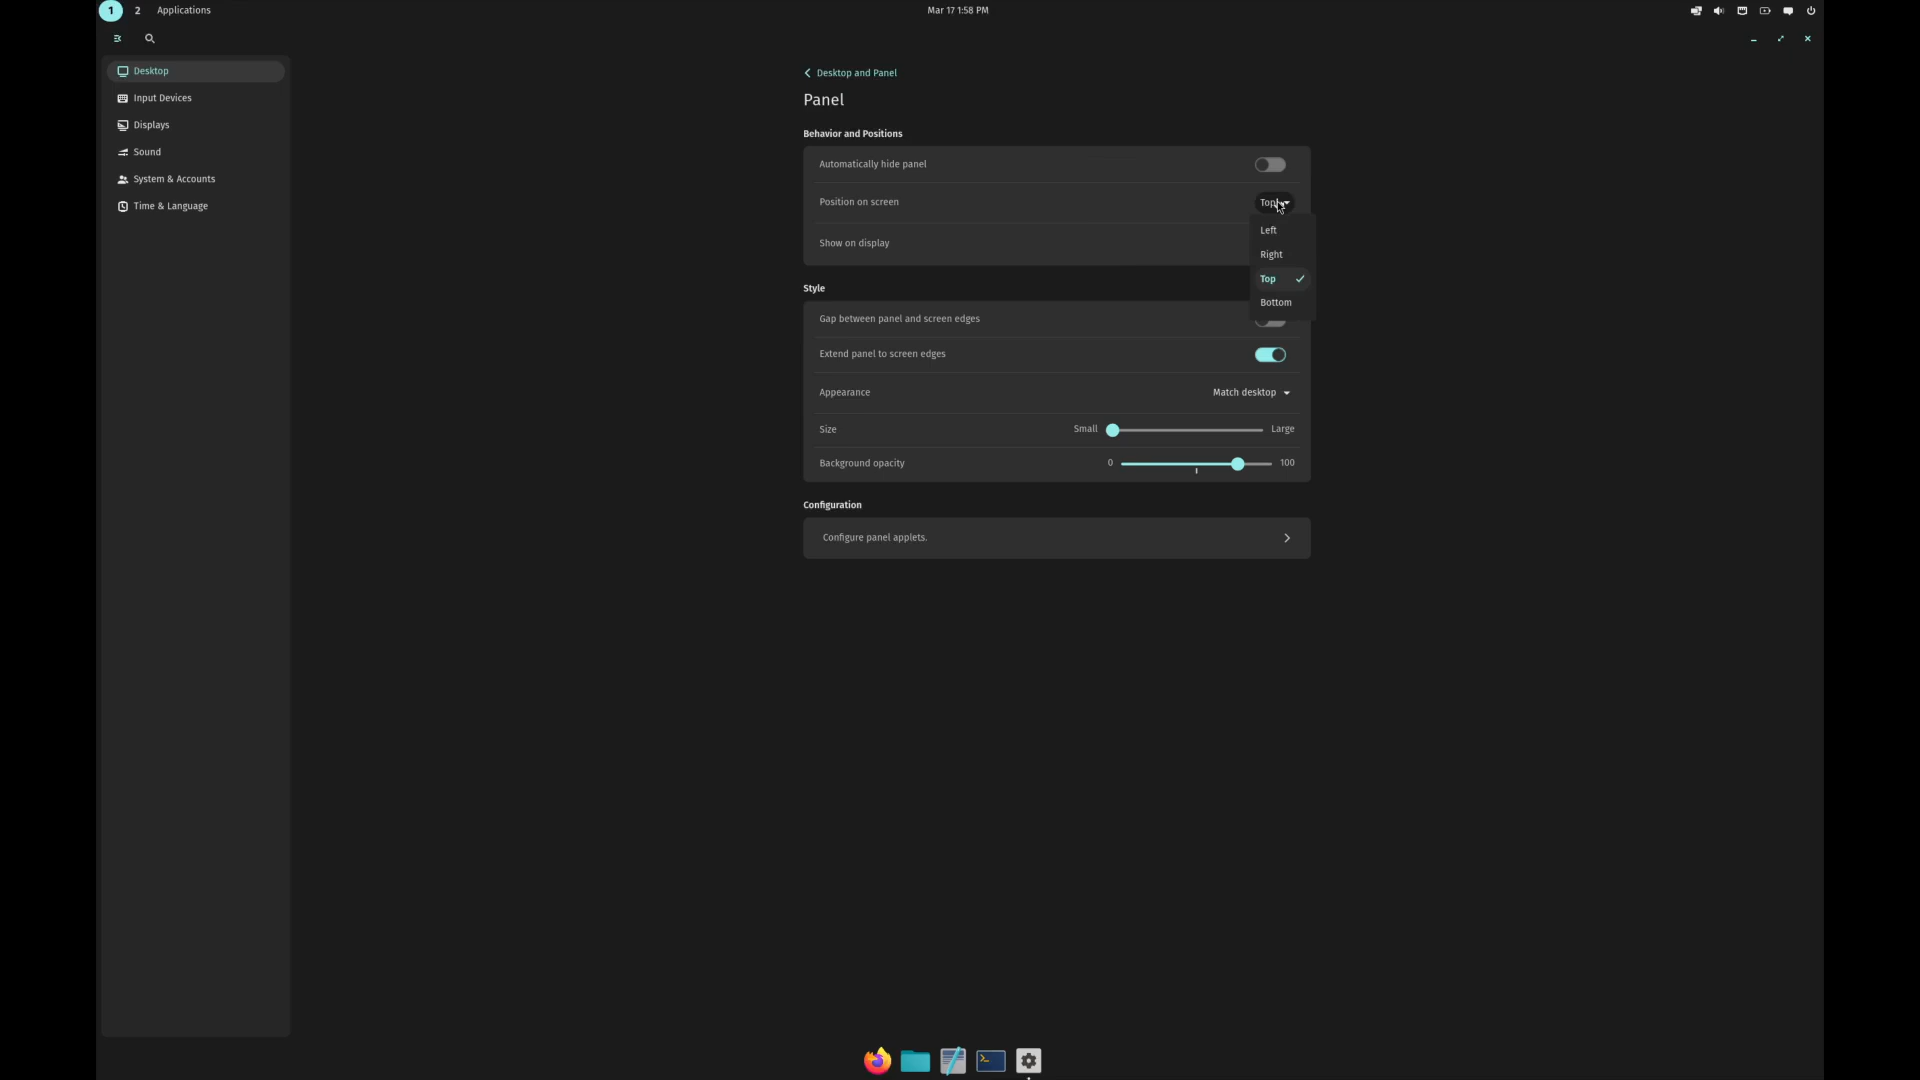 1 2 Applications
Mar 17 1:58 PM
Desktop
Input Devices
Displays
Sound
System & Accounts
Time & Language
Desktop and Panel
Panel
Behavior and Positions
Automatically hide panel
Position on screen Top
Left
Right
Top
Bottom
Show on display
Style
Gap between panel and screen edges
Extend panel to screen edges
Appearance Match desktop
Size Small Large
Background opacity 0 100
Configuration
Configure panel applets.